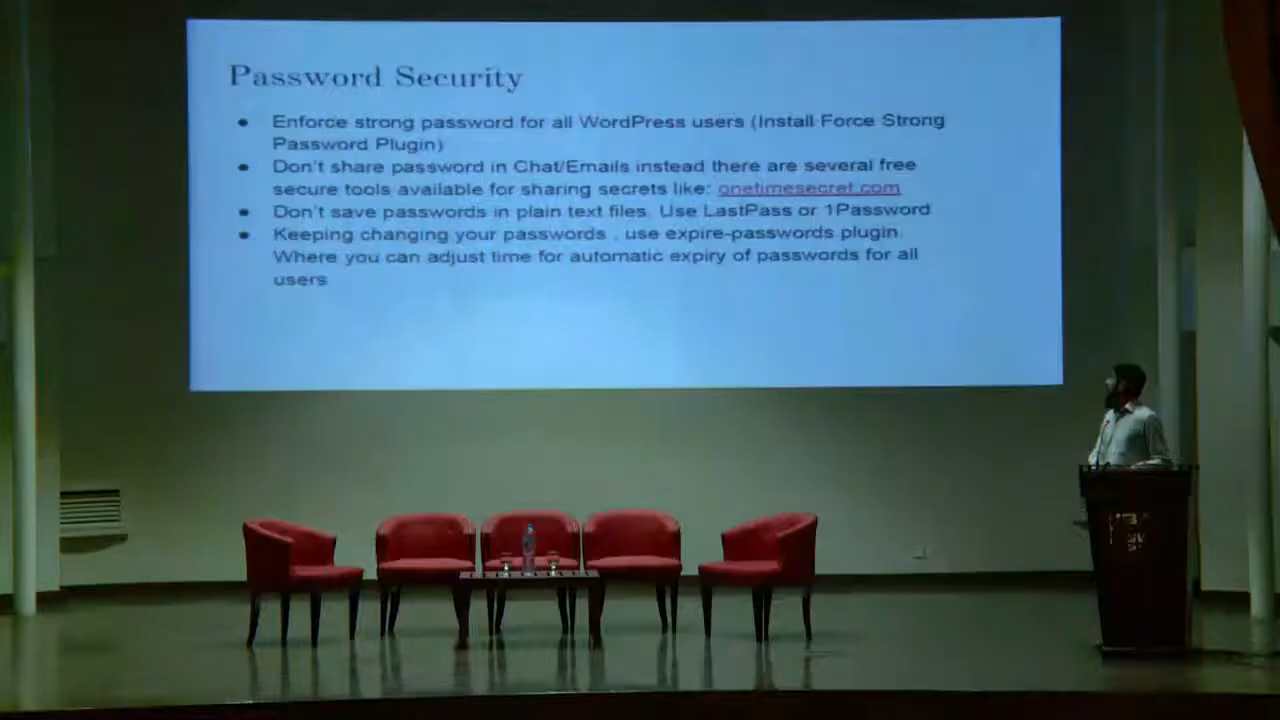 Password Security
● Enforce strong password for all WordPress users (Install Force Strong
Password Plugin)
● Don't share password in Chat/Emails instead there are several free
secure tools available for sharing secrets like: onetimesecret.com
● Don't save passwords in plain text files. Use LastPass or 1Password
● Keeping changing your passwords , use expire-passwords plugin.
Where you can adjust time for automatic expiry of passwords for all
users